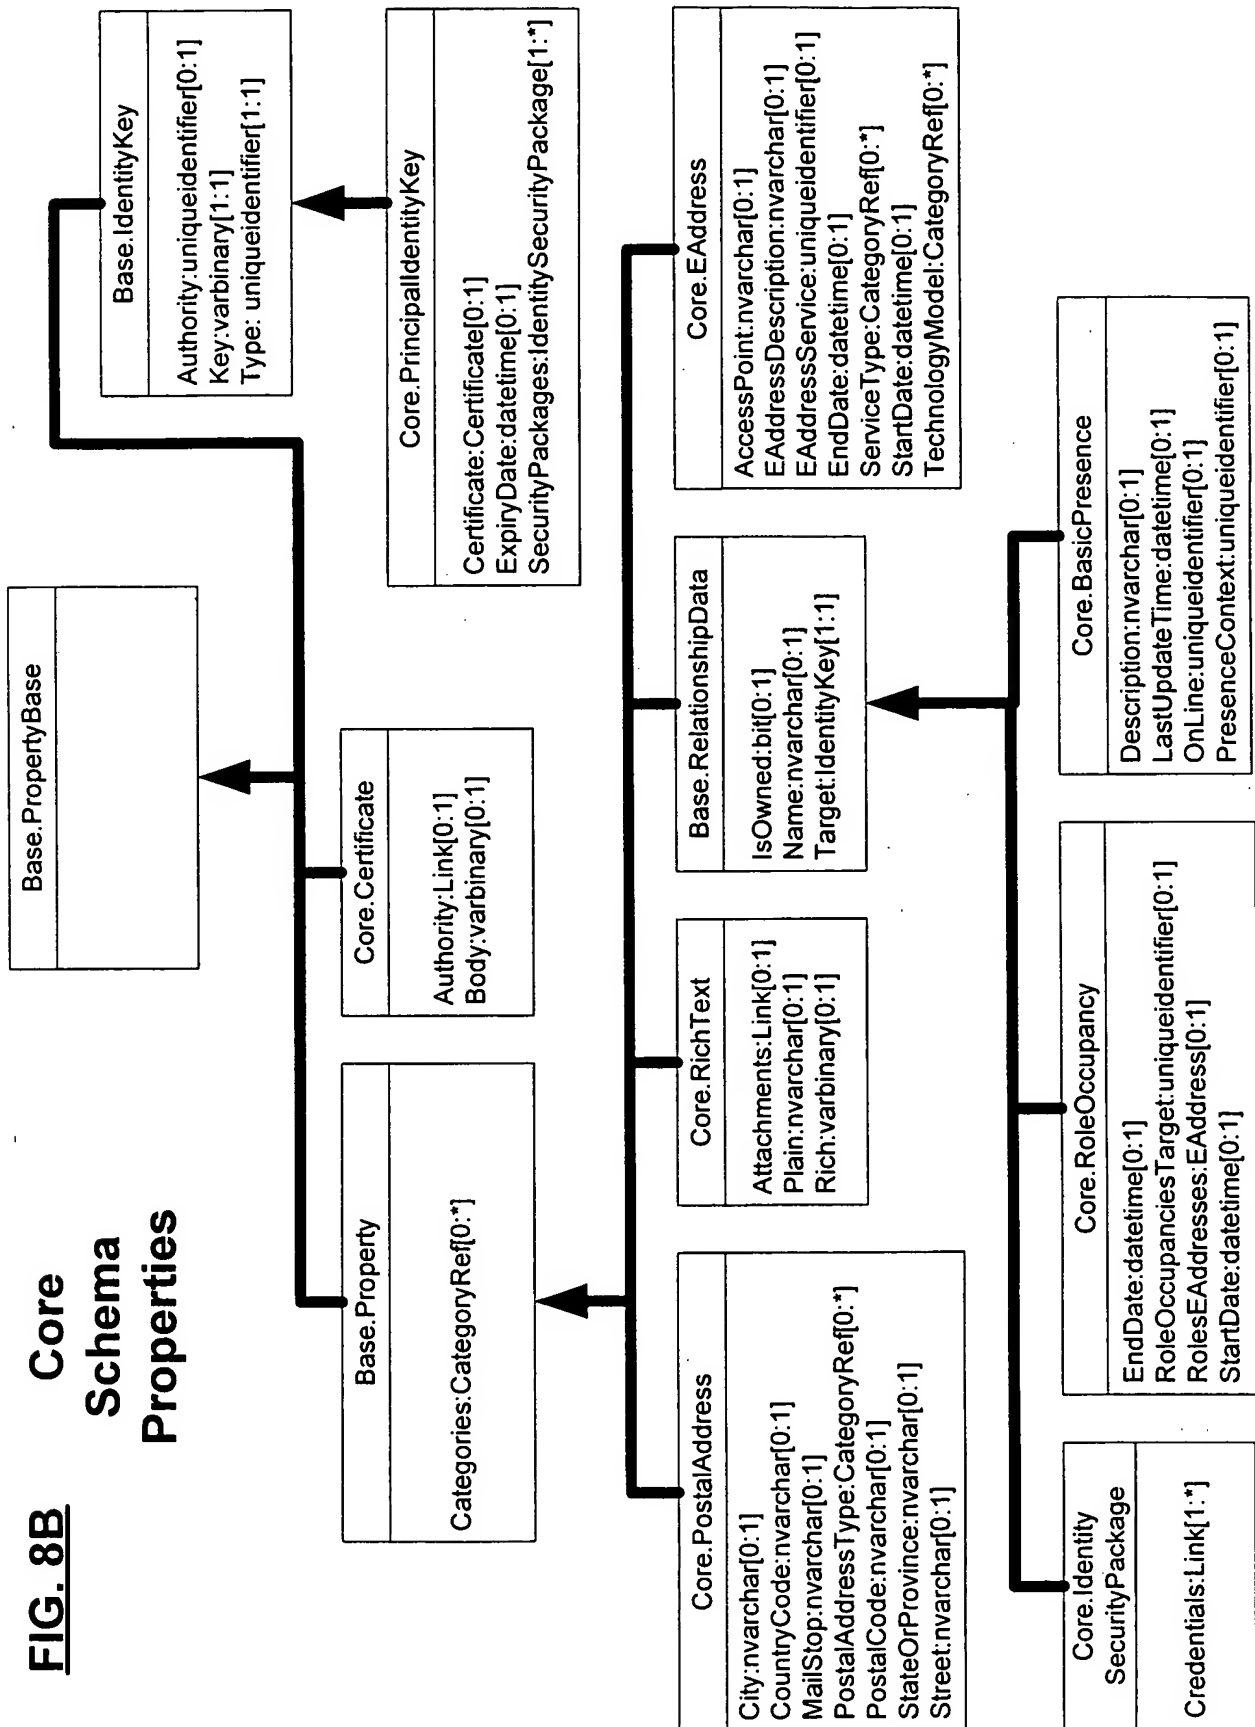 FIG. 8B
Core
Schema
Properties
Base.PropertyBase
Base.IdentityKey
Authority:uniqueidentifier[0:1]
Key:varbinary[1:1]
Type: uniqueidentifier[1:1]
Base.Property
Categories:CategoryRef[0:*]
Core.Certificate
Authority:Link[0:1]
Body:varbinary[0:1]
Core.PrincipalIdentityKey
Certificate:Certificate[0:1]
ExpiryDate:datetime[0:1]
SecurityPackages:IdentitySecurityPackage[1:*]
Core.PostalAddress
City:nvarchar[0:1]
CountryCode:nvarchar[0:1]
MailStop:nvarchar[0:1]
PostalAddressType:CategoryRef[0:*]
PostalCode:nvarchar[0:1]
StateOrProvince:nvarchar[0:1]
Street:nvarchar[0:1]
Core.RichText
Attachments:Link[0:1]
Plain:nvarchar[0:1]
Rich:varbinary[0:1]
Base.RelationshipData
IsOwned:bit[0:1]
Name:nvarchar[0:1]
Target:IdentityKey[1:1]
Core.EAddress
AccessPoint:nvarchar[0:1]
EAddressDescription:nvarchar[0:1]
EAddressService:uniqueidentifier[0:1]
EndDate:datetime[0:1]
ServiceType:CategoryRef[0:*]
StartDate:datetime[0:1]
TechnologyModel:CategoryRef[0:*]
Core.Identity
SecurityPackage
Credentials:Link[1:*]
Core.RoleOccupancy
EndDate:datetime[0:1]
RoleOccupanciesTarget:uniqueidentifier[0:1]
RolesEAddresses:EAddress[0:1]
StartDate:datetime[0:1]
Core.BasicPresence
Description:nvarchar[0:1]
LastUpdateTime:datetime[0:1]
OnLine:uniqueidentifier[0:1]
PresenceContext:uniqueidentifier[0:1]